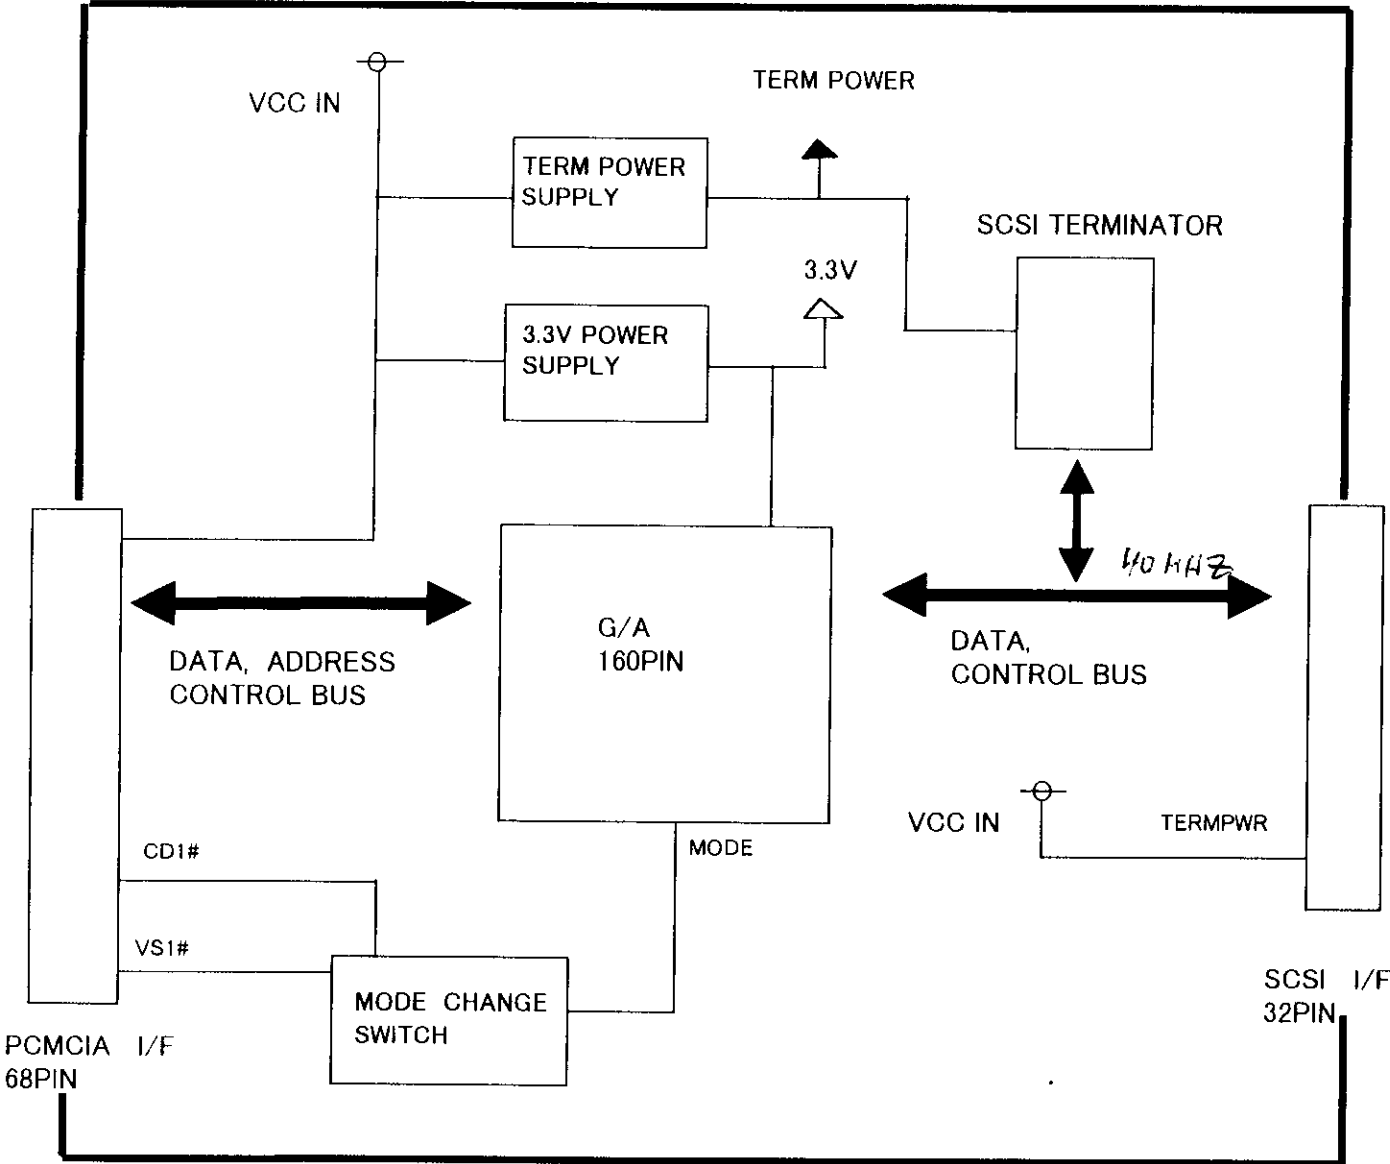 VCC IN
TERM POWER
TERM POWER
SUPPLY
SCSI TERMINATOR
3.3V
3.3V POWER
SUPPLY
40 HHZ
G/A
160PIN
DATA, ADDRESS
CONTROL BUS
DATA,
CONTROL BUS
VCC IN
TERMPWR
MODE
CD1#
VS1#
MODE CHANGE
SWITCH
SCSI I/F
32PIN
PCMCIA I/F
68PIN